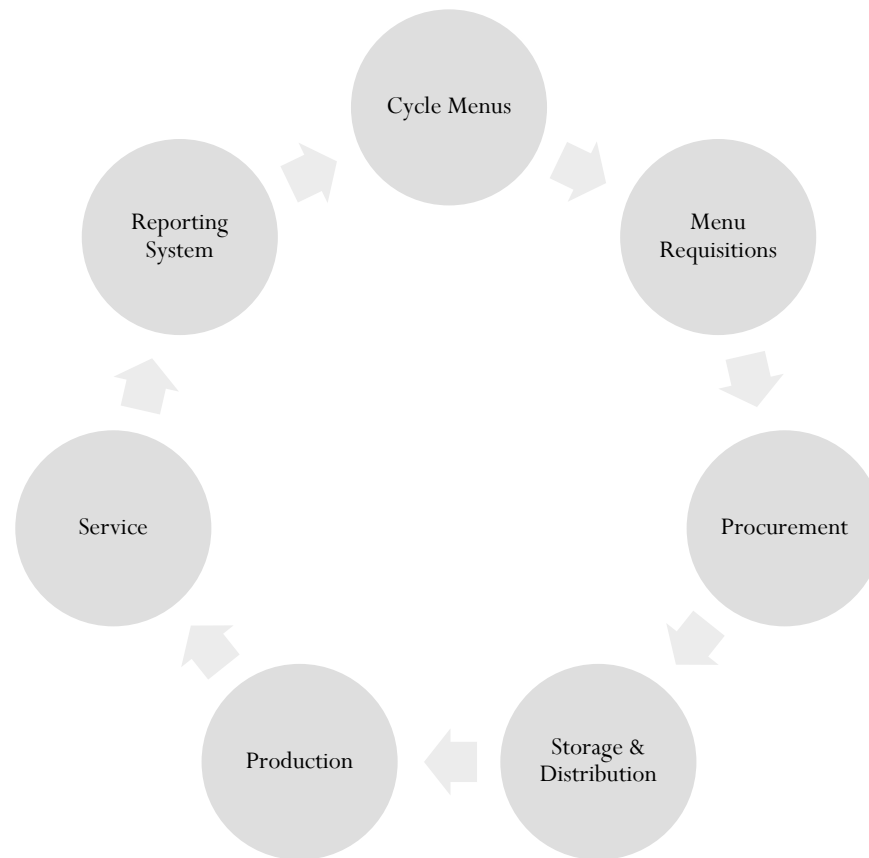 Cycle Menus
Menu
Requisitions
Procurement
Storage &
Distribution
Production
Service
Reporting
System